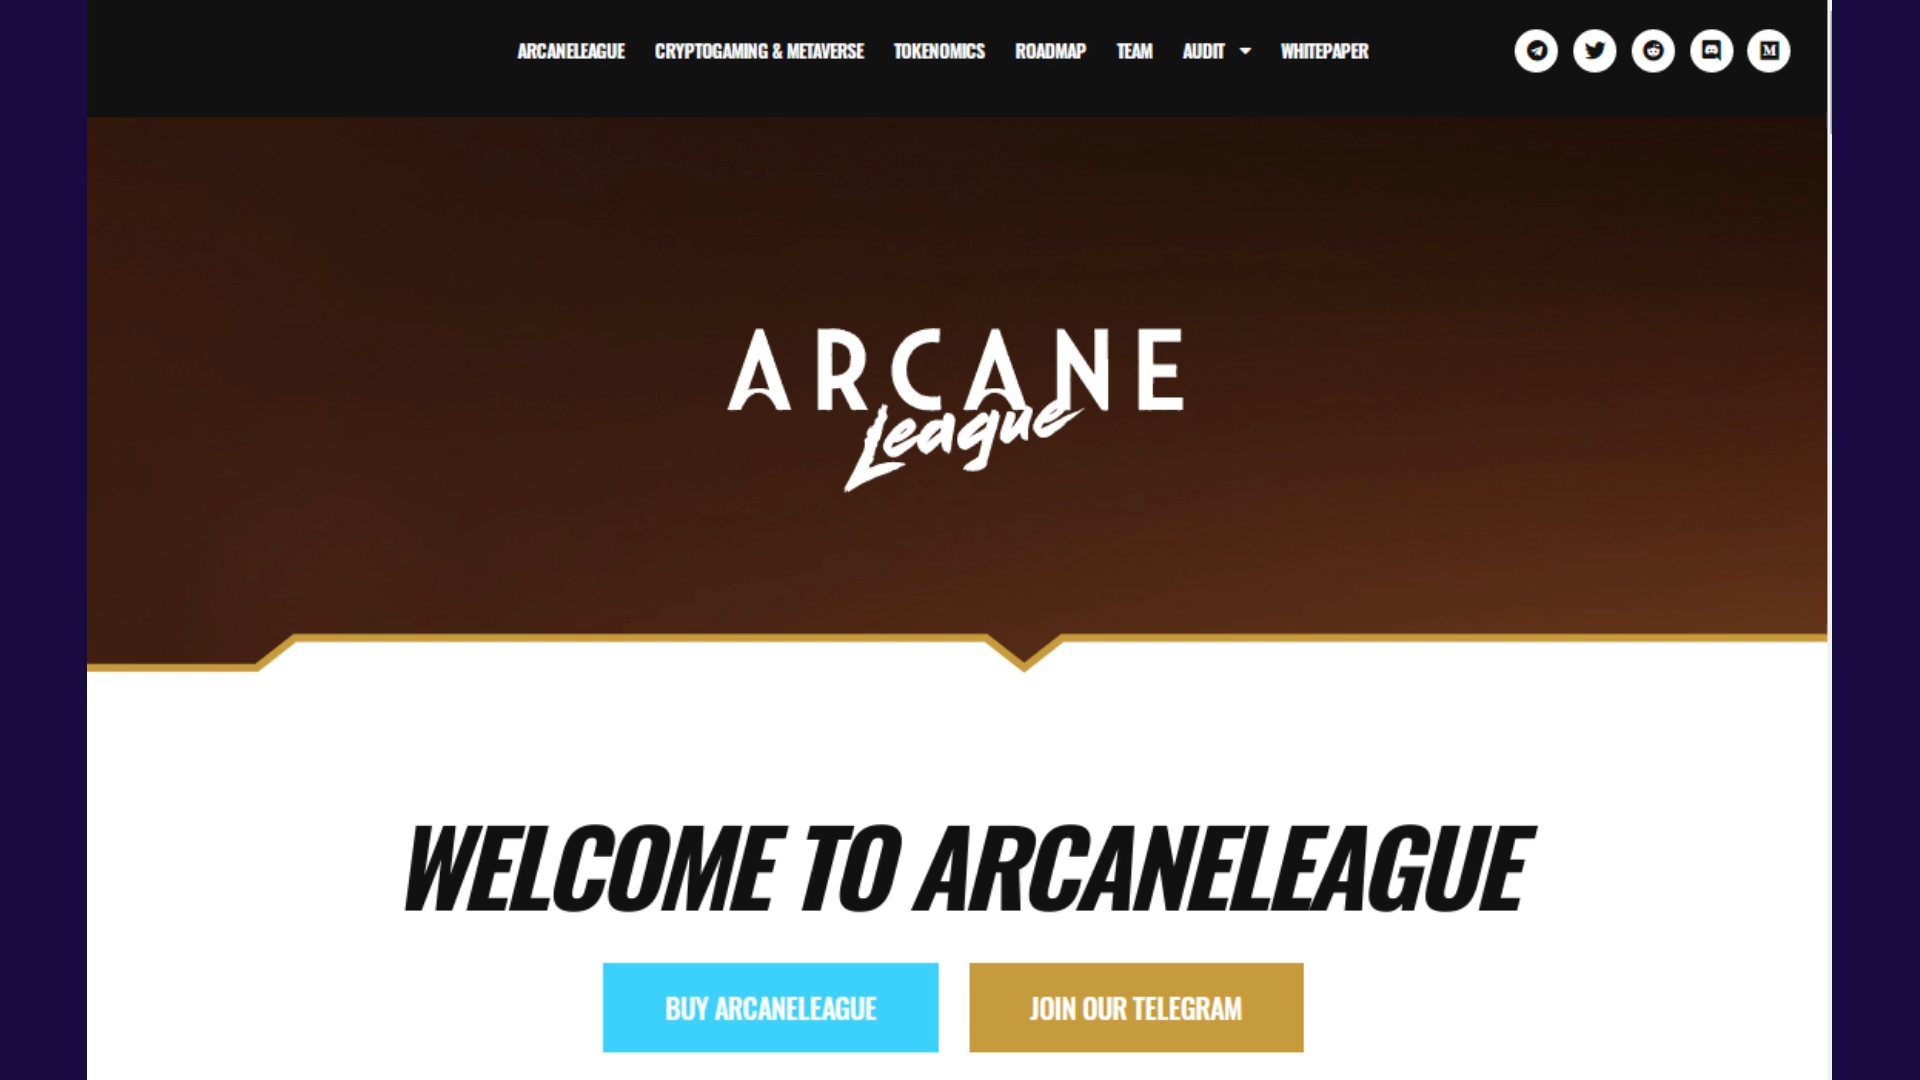 ARCANELEAGUE CRYPTOGAMING & METAVERSE TOKENOMICS ROADMAP TEAM AUDIT WHITEPAPER
ARCANE
League
WELCOME TO ARCANELEAGUE
BUY ARCANELEAGUE JOIN OUR TELEGRAM